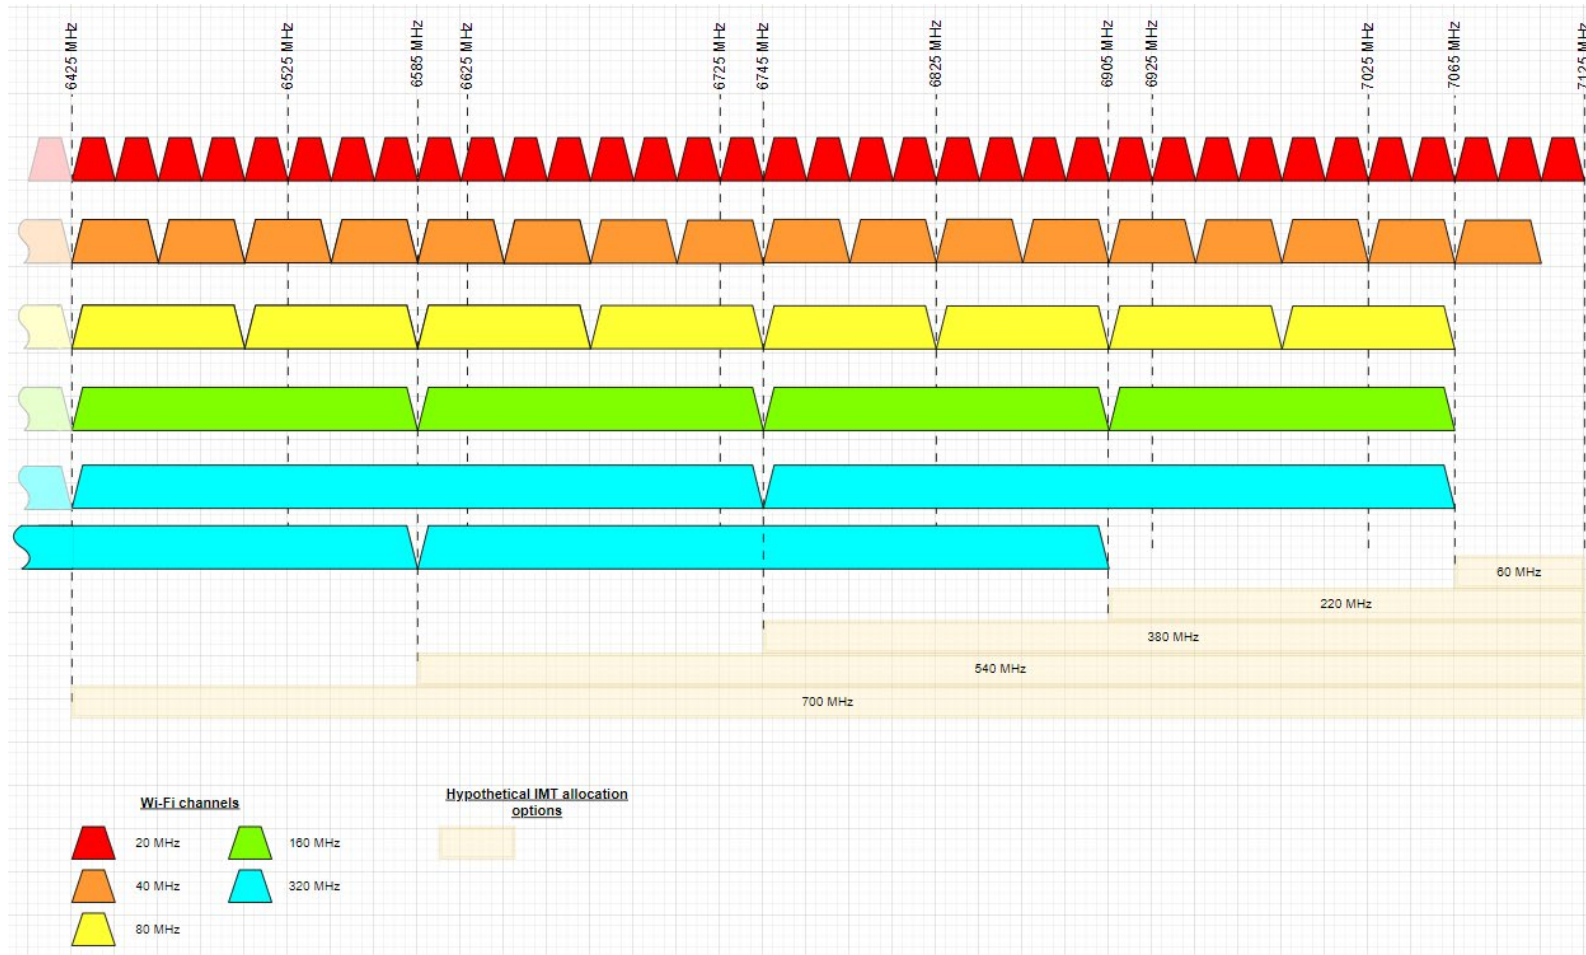 6425 MHz
6525 MHz
6585 MHz
6625 MHz
6725 MHz
6745 MHz
6825 MHz
6905 MHz
6925 MHz
7025 MHz
7065 MHz
7125 MHz
60 MHz
220 MHz
380 MHz
540 MHz
700 MHz
Wi-Fi channels
20 MHz
160 MHz
40 MHz
320 MHz
80 MHz
Hypothetical IMT allocation
options